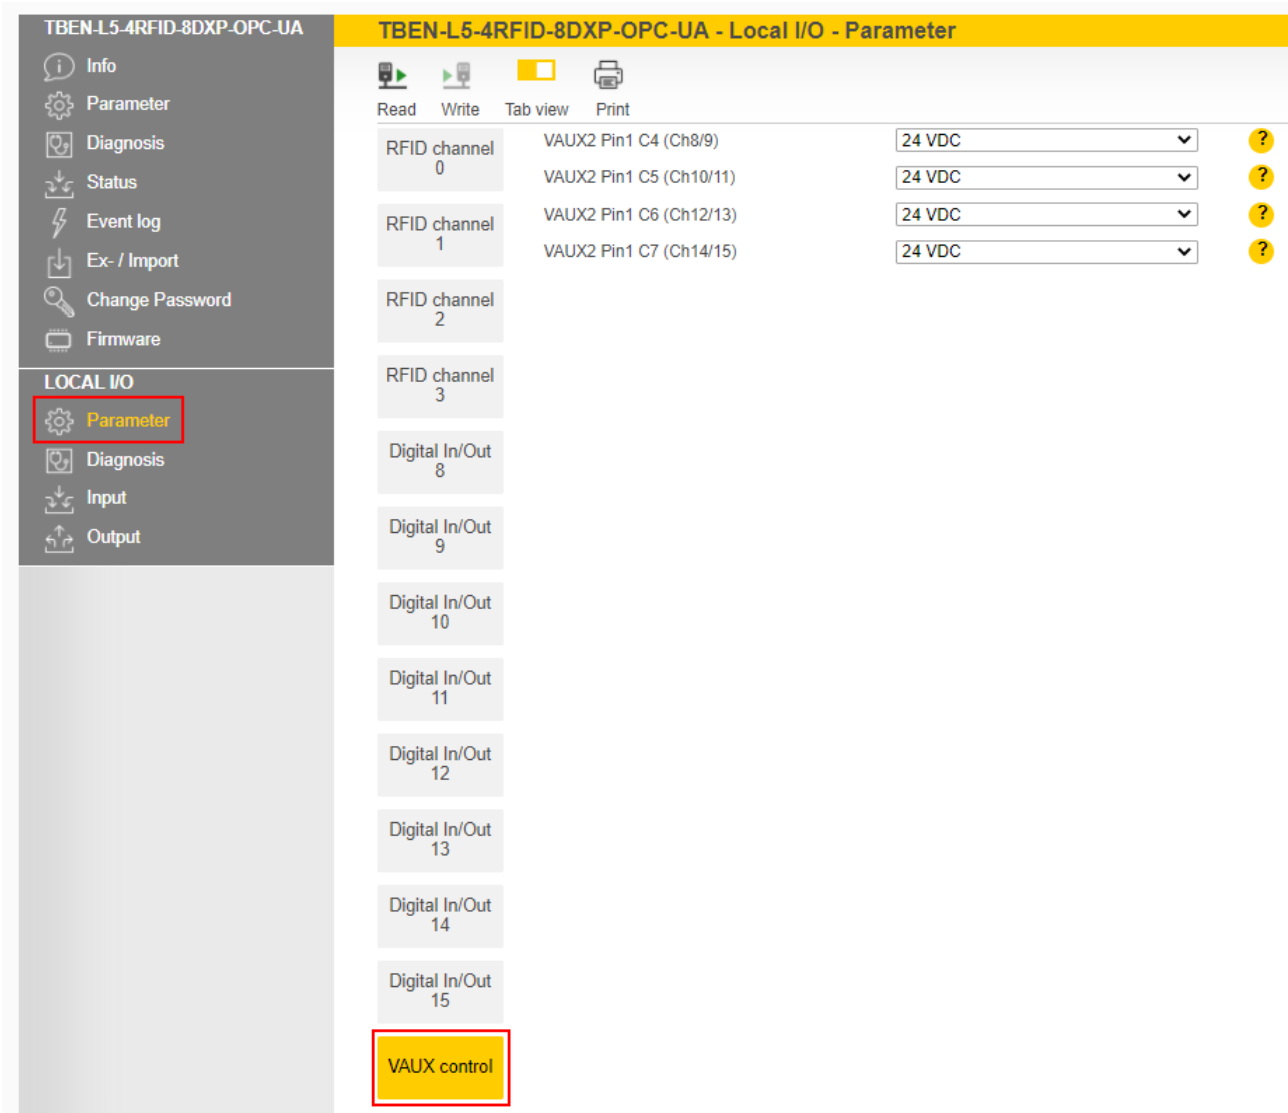 TBEN-L5-4RFID-8DXP-OPC-UA
Info
Parameter
Diagnosis
Status
Event log
Ex- / Import
Change Password
Firmware
LOCAL I/O
Parameter
Diagnosis
Input
Output
TBEN-L5-4RFID-8DXP-OPC-UA - Local I/O - Parameter
Read Write Tab view Print
RFID channel
0
RFID channel
1
RFID channel
2
RFID channel
3
Digital In/Out
8
Digital In/Out
9
Digital In/Out
10
Digital In/Out
11
Digital In/Out
12
Digital In/Out
13
Digital In/Out
14
Digital In/Out
15
VAUX control
VAUX2 Pin1 C4 (Ch8/9) 24 VDC ?
VAUX2 Pin1 C5 (Ch10/11) 24 VDC ?
VAUX2 Pin1 C6 (Ch12/13) 24 VDC ?
VAUX2 Pin1 C7 (Ch14/15) 24 VDC ?